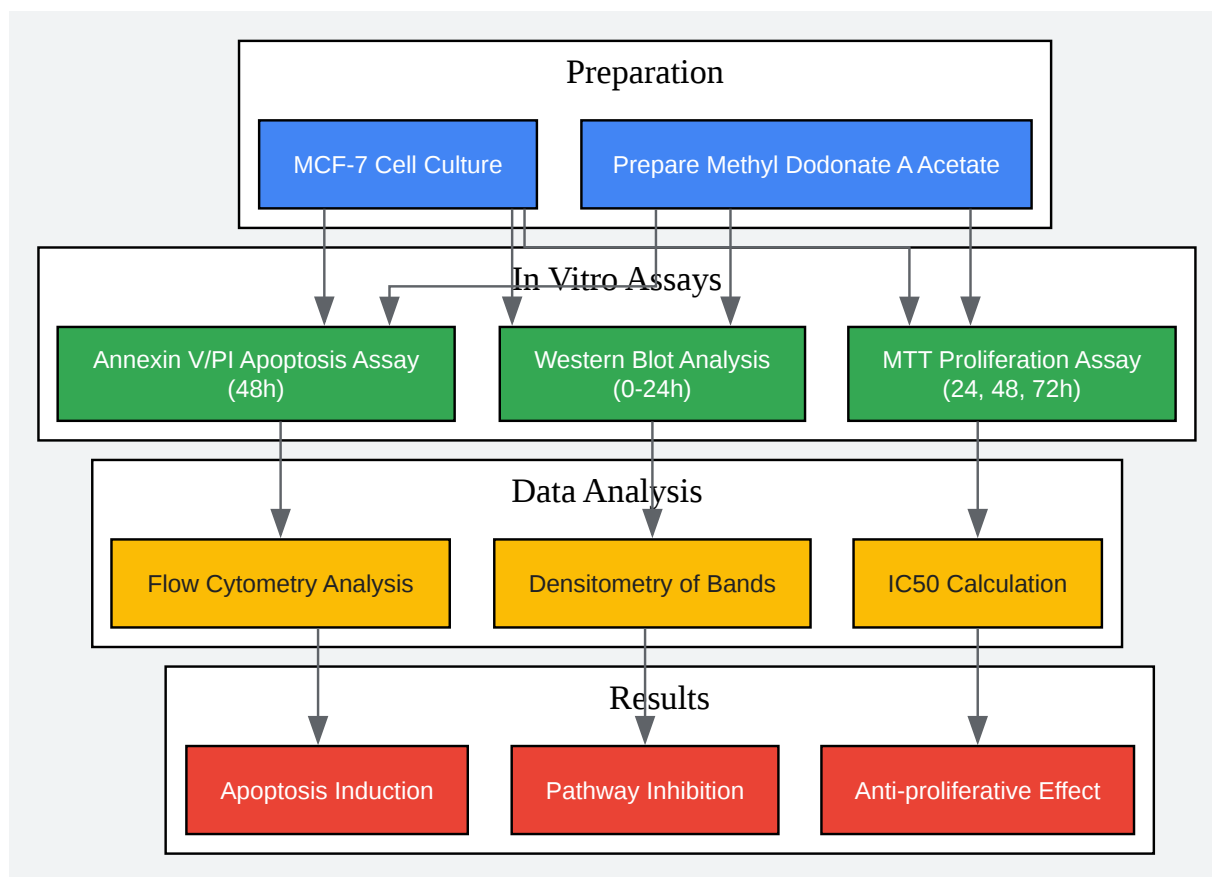 Preparation
MCF-7 Cell Culture
Prepare Methyl Dodonate A Acetate
In Vitro Assays
Annexin V/PI Apoptosis Assay
(48h)
Western Blot Analysis
(0-24h)
MTT Proliferation Assay
(24, 48, 72h)
Data Analysis
Flow Cytometry Analysis
Densitometry of Bands
IC50 Calculation
Results
Apoptosis Induction
Pathway Inhibition
Anti-proliferative Effect